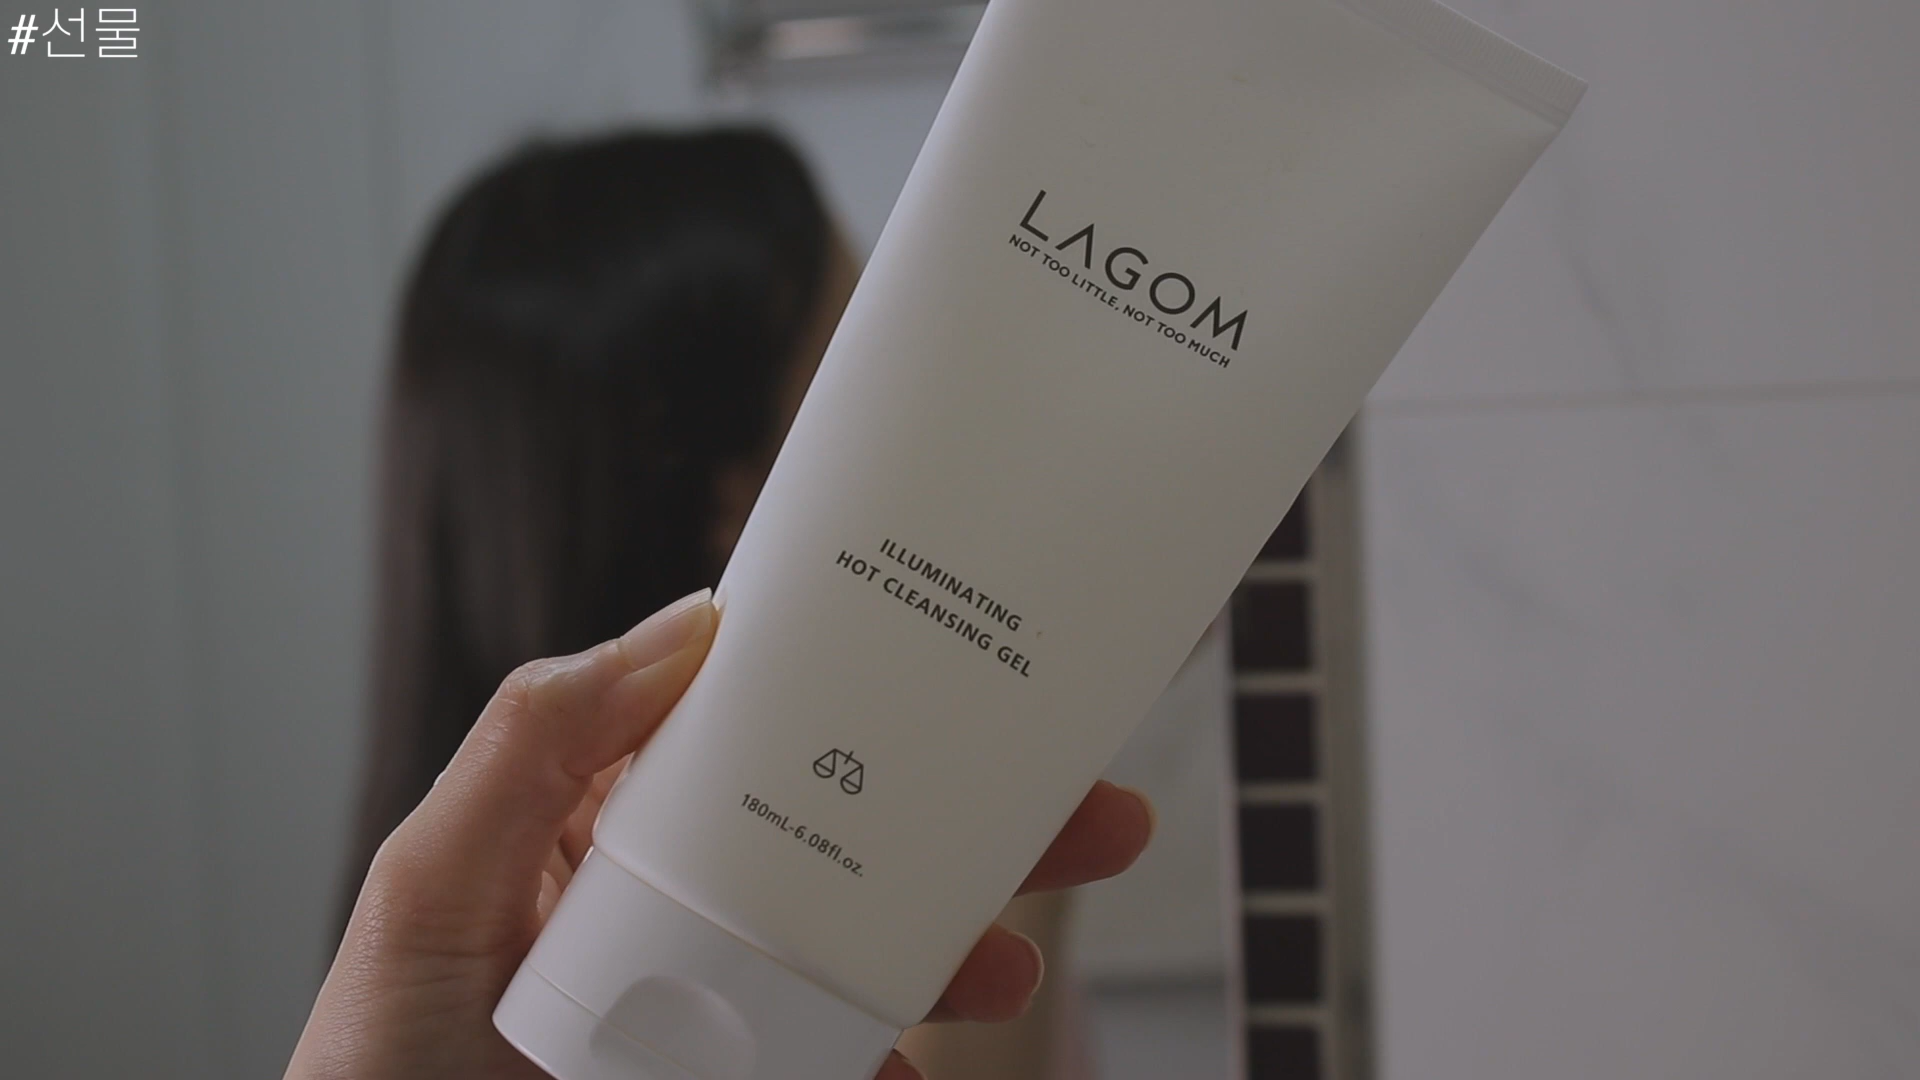 #선물
LAGOM
NOT TOO LITTLE, NOT TOO MUCH
ILLUMINATING
HOT CLEANSING GEL
180mL-6.08fl.oz.